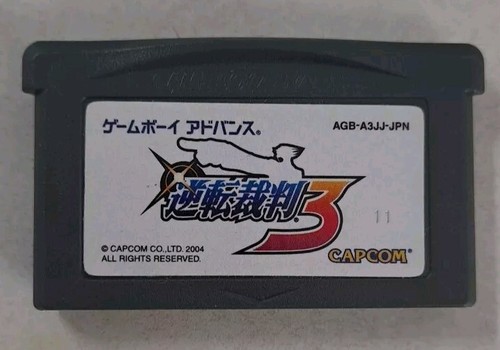 ゲームボーイ アドバンス®
AGB-A3JJ-JPN
逆転裁判3
11
© CAPCOM CO.,LTD. 2004
ALL RIGHTS RESERVED.
CAPCOM®